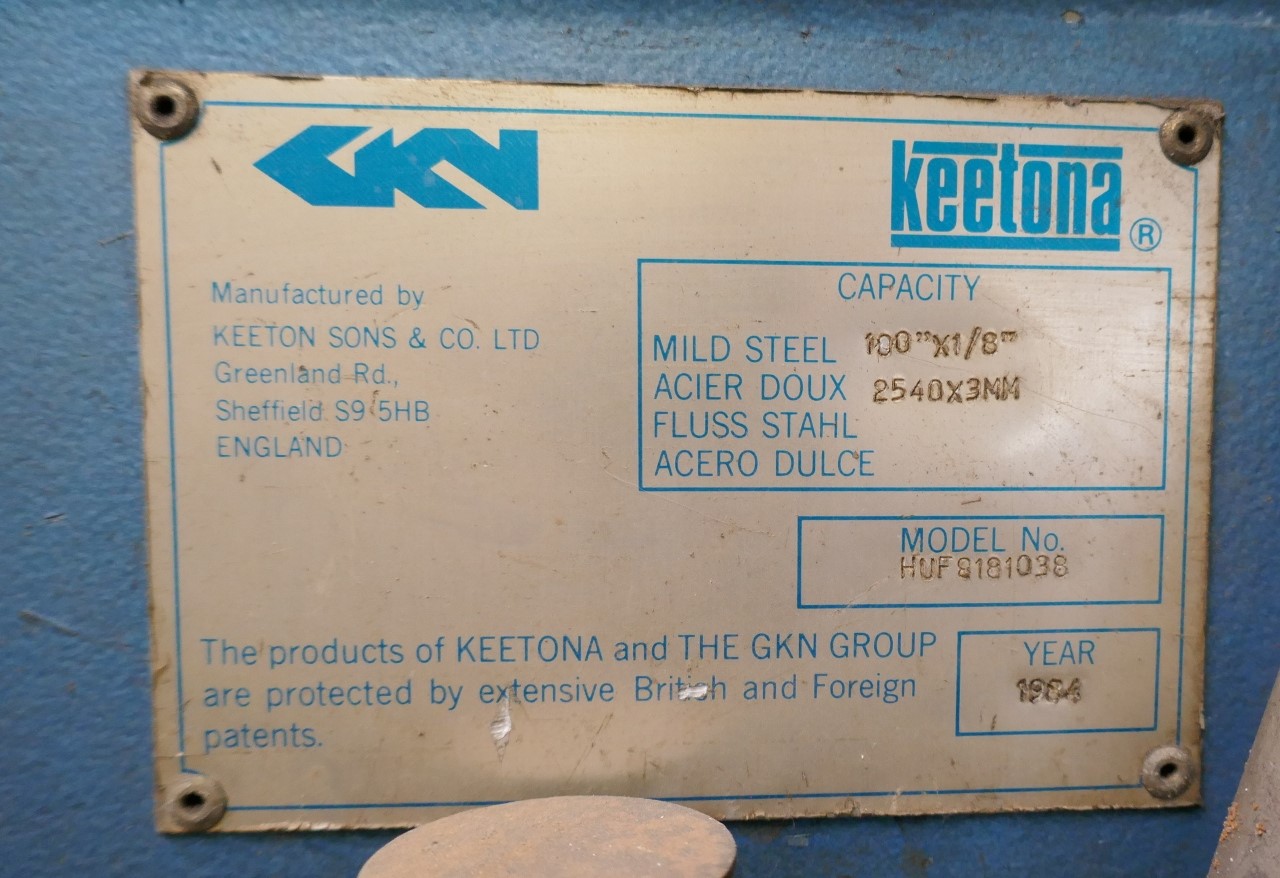 GKN
keetona ®
Manufactured by
KEETON SONS & CO. LTD
Greenland Rd.,
Sheffield S9 5HB
ENGLAND
CAPACITY
MILD STEEL 100"X1/8"
ACIER DOUX 2540X3MM
FLUSS STAHL
ACERO DULCE
MODEL No.
HUF8181038
The products of KEETONA and THE GKN GROUP
are protected by extensive British and Foreign
patents.
YEAR
1984